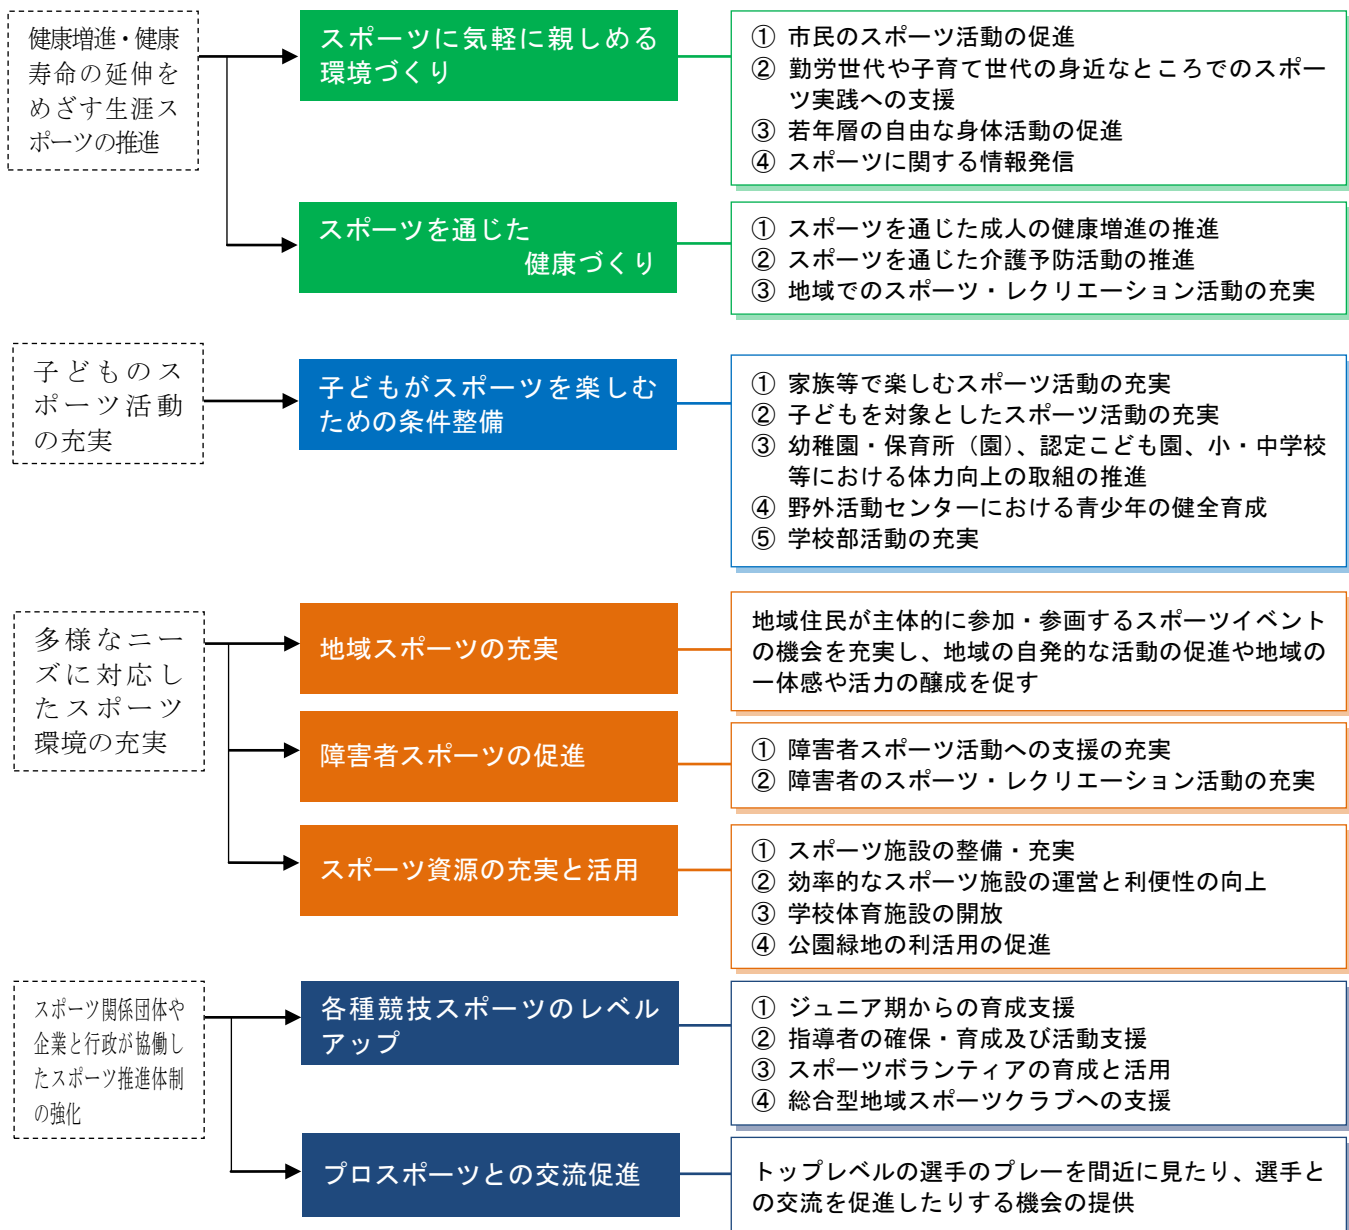 健康増進・健康
寿命の延伸を
めざす生涯ス
ポーツの推進
スポーツに気軽に親しめる
環境づくり
① 市民のスポーツ活動の促進
② 勤労世代や子育て世代の身近なところでのスポー
ツ実践への支援
③ 若年層の自由な身体活動の促進
④ スポーツに関する情報発信
スポーツを通じた
健康づくり
① スポーツを通じた成人の健康増進の推進
② スポーツを通じた介護予防活動の推進
③ 地域でのスポーツ・レクリエーション活動の充実
子どものス
ポーツ活動
の充実
子どもがスポーツを楽しむ
ための条件整備
① 家族等で楽しむスポーツ活動の充実
② 子どもを対象としたスポーツ活動の充実
③ 幼稚園・保育所（園）、認定こども園、小・中学校
等における体力向上の取組の推進
④ 野外活動センターにおける青少年の健全育成
⑤ 学校部活動の充実
多様なニー
ズに対応し
たスポーツ
環境の充実
地域スポーツの充実
地域住民が主体的に参加・参画するスポーツイベント
の機会を充実し、地域の自発的な活動の促進や地域の
一体感や活力の醸成を促す
障害者スポーツの促進
① 障害者スポーツ活動への支援の充実
② 障害者のスポーツ・レクリエーション活動の充実
スポーツ資源の充実と活用
① スポーツ施設の整備・充実
② 効率的なスポーツ施設の運営と利便性の向上
③ 学校体育施設の開放
④ 公園緑地の利活用の促進
スポーツ関係団体や
企業と行政が協働し
たスポーツ推進体制
の強化
各種競技スポーツのレベル
アップ
① ジュニア期からの育成支援
② 指導者の確保・育成及び活動支援
③ スポーツボランティアの育成と活用
④ 総合型地域スポーツクラブへの支援
プロスポーツとの交流促進
トップレベルの選手のプレーを間近に見たり、選手と
の交流を促進したりする機会の提供